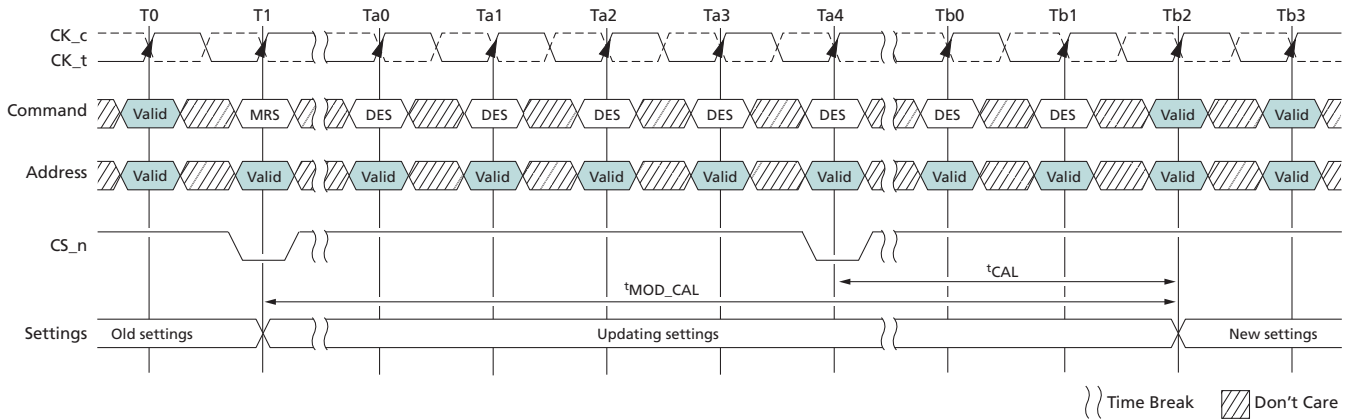 T0 T1 Ta0 Ta1 Ta2 Ta3 Ta4 Tb0 Tb1 Tb2 Tb3
CK_c
CK_t
Command Valid MRS DES DES DES DES DES DES DES Valid Valid
Address Valid Valid Valid Valid Valid Valid Valid Valid Valid Valid Valid
CS_n
tCAL
tMOD_CAL
Settings Old settings Updating settings New settings
Time Break Don't Care